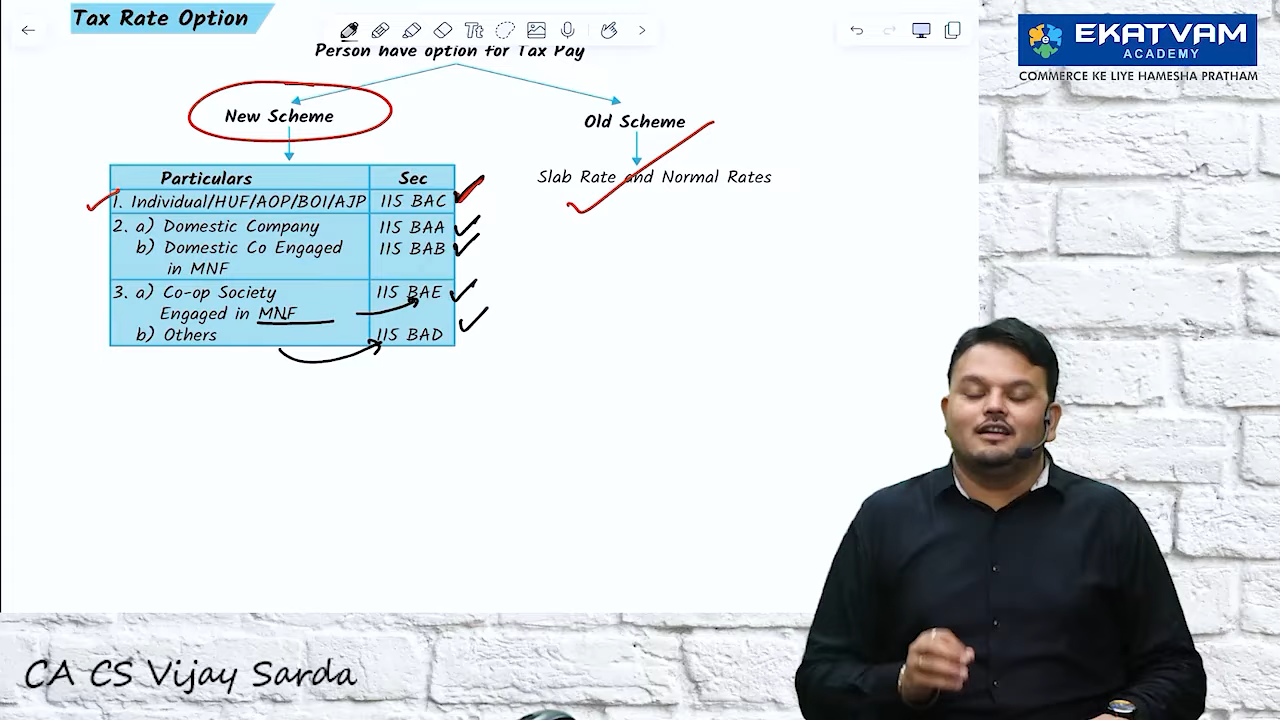 Tax Rate Option
Tt
Person have option for Tax Pay
New Scheme
Old Scheme
Slab Rate and Normal Rates
Particulars Sec
1. Individual/HUF/AOP/BOI/AJP 115 BAC
2. a) Domestic Company 115 BAA
b) Domestic Co Engaged 115 BAB
in MNF
3. a) Co-op Society 115 BAE
Engaged in MNF
b) Others 115 BAD
EKATVAM
ACADEMY
COMMERCE KE LIYE HAMESHA PRATHAM
CA CS Vijay Sarda